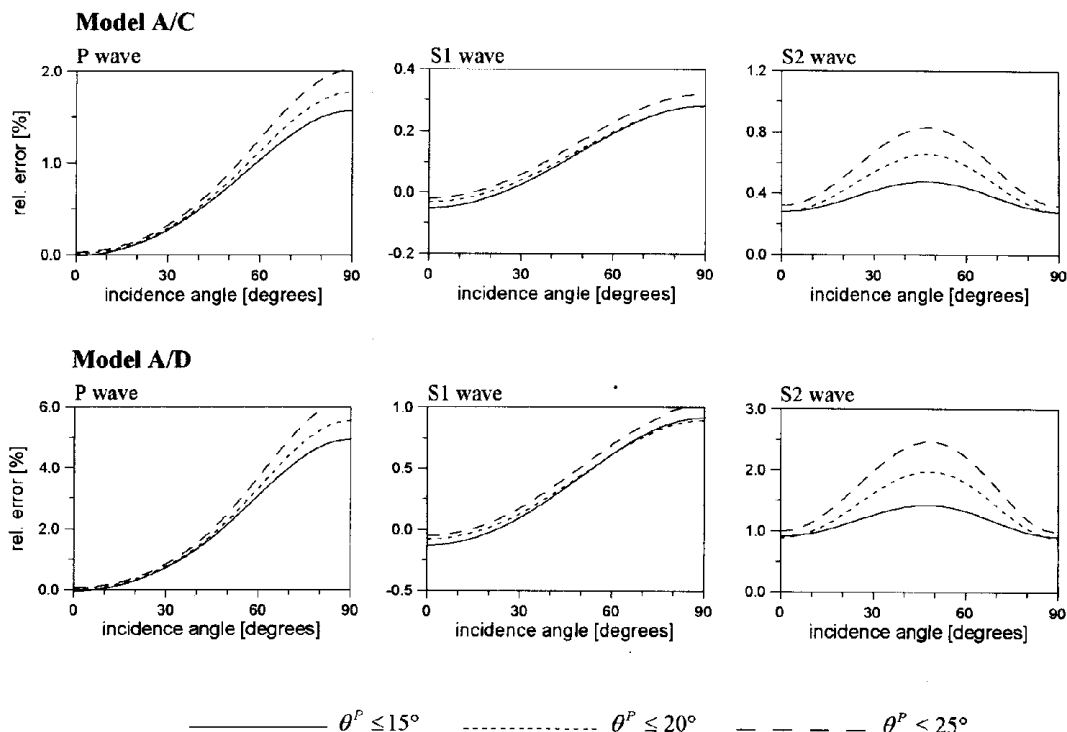 Model A/C
P wave
S1 wave
S2 wave
rel. error [%]
2.0
1.0
0.0
0 30 60 90
incidence angle [degrees]
0.4
0.2
0.0
-0.2
0 30 60 90
incidence angle [degrees]
1.2
0.8
0.4
0.0
0 30 60 90
incidence angle [degrees]
Model A/D
P wave
S1 wave
S2 wave
rel. error [%]
6.0
4.0
2.0
0.0
0 30 60 90
incidence angle [degrees]
1.0
0.5
0.0
-0.5
0 30 60 90
incidence angle [degrees]
3.0
2.0
1.0
0.0
0 30 60 90
incidence angle [degrees]
θᴾ ≤15° θᴾ ≤20° θᴾ ≤25°